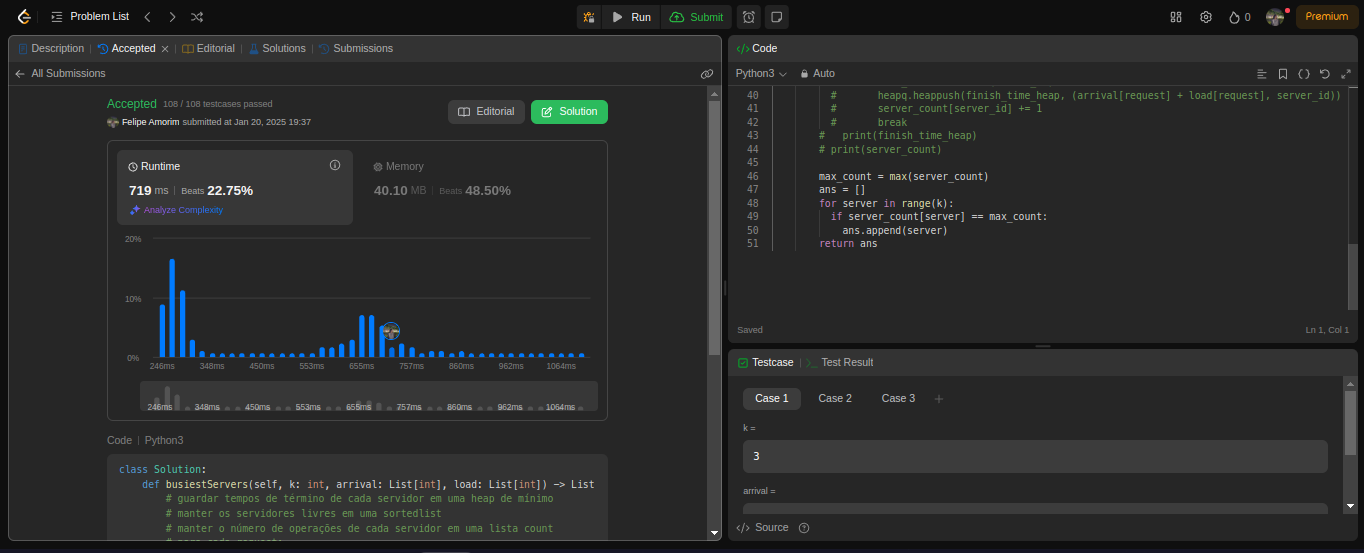 Problem List
Run
Submit
0
Premium
Description
Accepted
Editorial
Solutions
Submissions
All Submissions
Accepted 108 / 108 testcases passed
Felipe Amorim submitted at Jan 20, 2025 19:37
Editorial
Solution
Runtime
719 ms | Beats 22.75%
Analyze Complexity
Memory
40.10 MB | Beats 48.50%
20%
10%
0%
246ms 348ms 450ms 553ms 655ms 757ms 860ms 962ms 1064ms
246ms 348ms 450ms 553ms 655ms 757ms 860ms 962ms 1064ms
Code | Python3
class Solution:
def busiestServers(self, k: int, arrival: List[int], load: List[int]) -> List
# guardar tempos de término de cada servidor em uma heap de mínimo
# manter os servidores livres em uma sortedlist
# manter o número de operações de cada servidor em uma lista count
</> Code
Python3
Auto
40 # heapq.heappush(finish_time_heap, (arrival[request] + load[request], server_id))
41 # server_count[server_id] += 1
42 # break
43 # print(finish_time_heap)
44 # print(server_count)
45
46 max_count = max(server_count)
47 ans = []
48 for server in range(k):
49 if server_count[server] == max_count:
50 ans.append(server)
51 return ans
Saved
Ln 1, Col 1
Testcase
Test Result
Case 1
Case 2
Case 3
+
k =
3
arrival =
</> Source